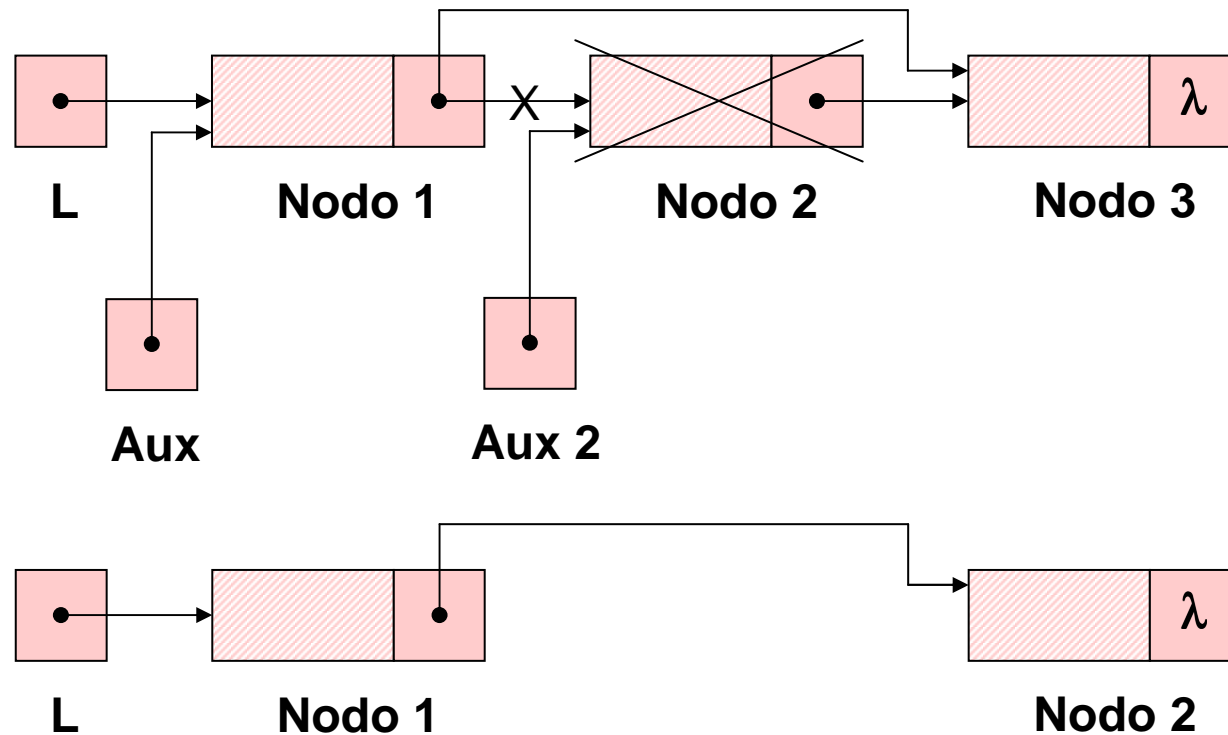 X
λ
L Nodo 1 Nodo 2 Nodo 3
Aux Aux 2
λ
L Nodo 1 Nodo 2